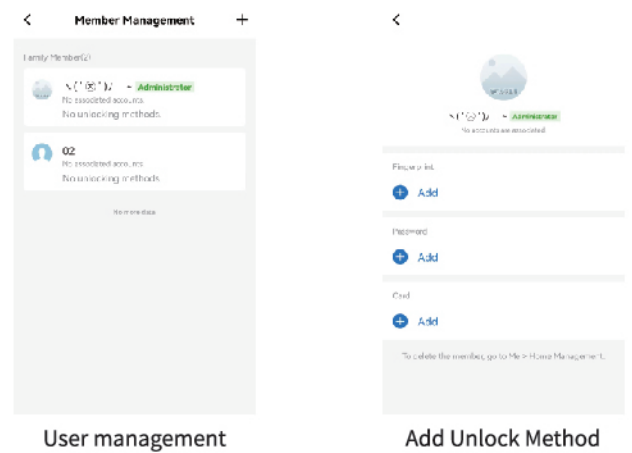 Member Management
+
Family Member(2)
Administrator
No associated accounts
No unlocking methods.
02
No associated accounts
No unlocking methods
No more data
Administrator
No accounts are associated
Fingerprint
Add
Password
Add
Card
Add
To delete the member, go to Me > Home Management.
User management
Add Unlock Method